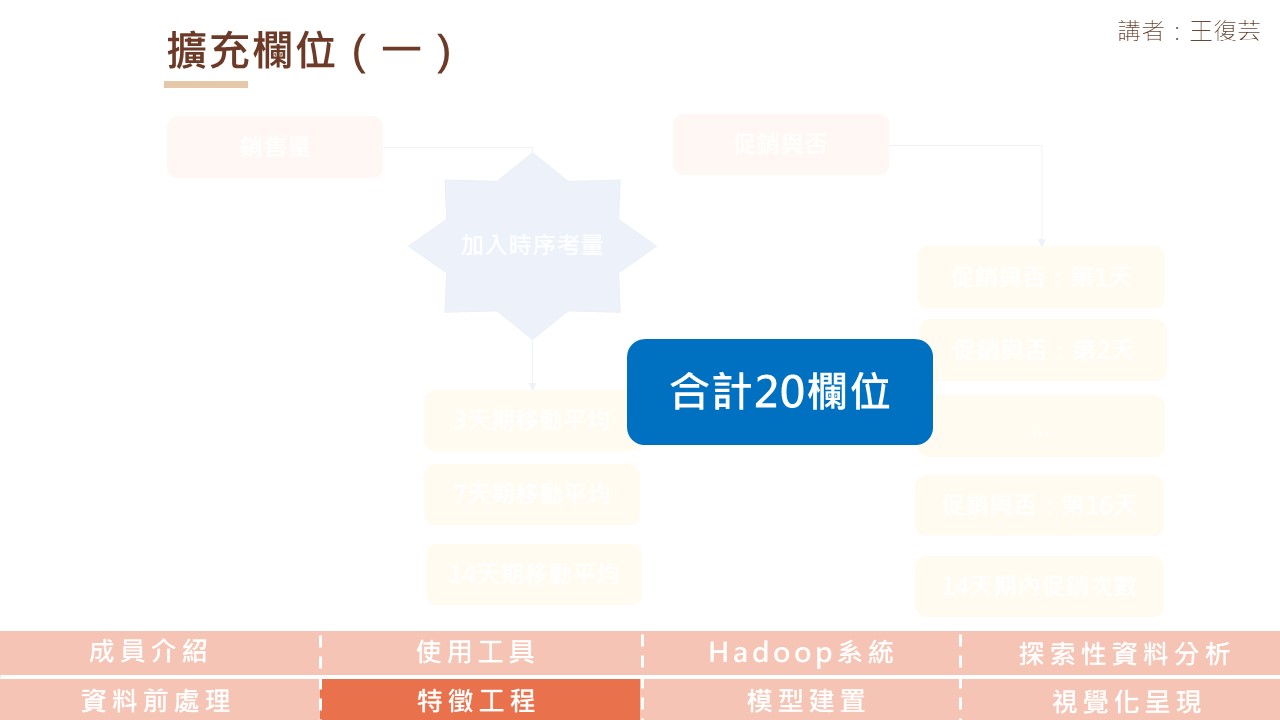 擴充欄位(一)
講者:王復芸
銷售量
促銷與否
加入時序考量
促銷與否:第1天
促銷與否:第2天
3天期移動平均
合計20欄位
...
7天期移動平均
促銷與否:第16天
14天期移動平均
14天期內促銷次數
成員介紹
使用工具
Hadoop系統
探索性資料分析
資料前處理
特徵工程
模型建置
視覺化呈現